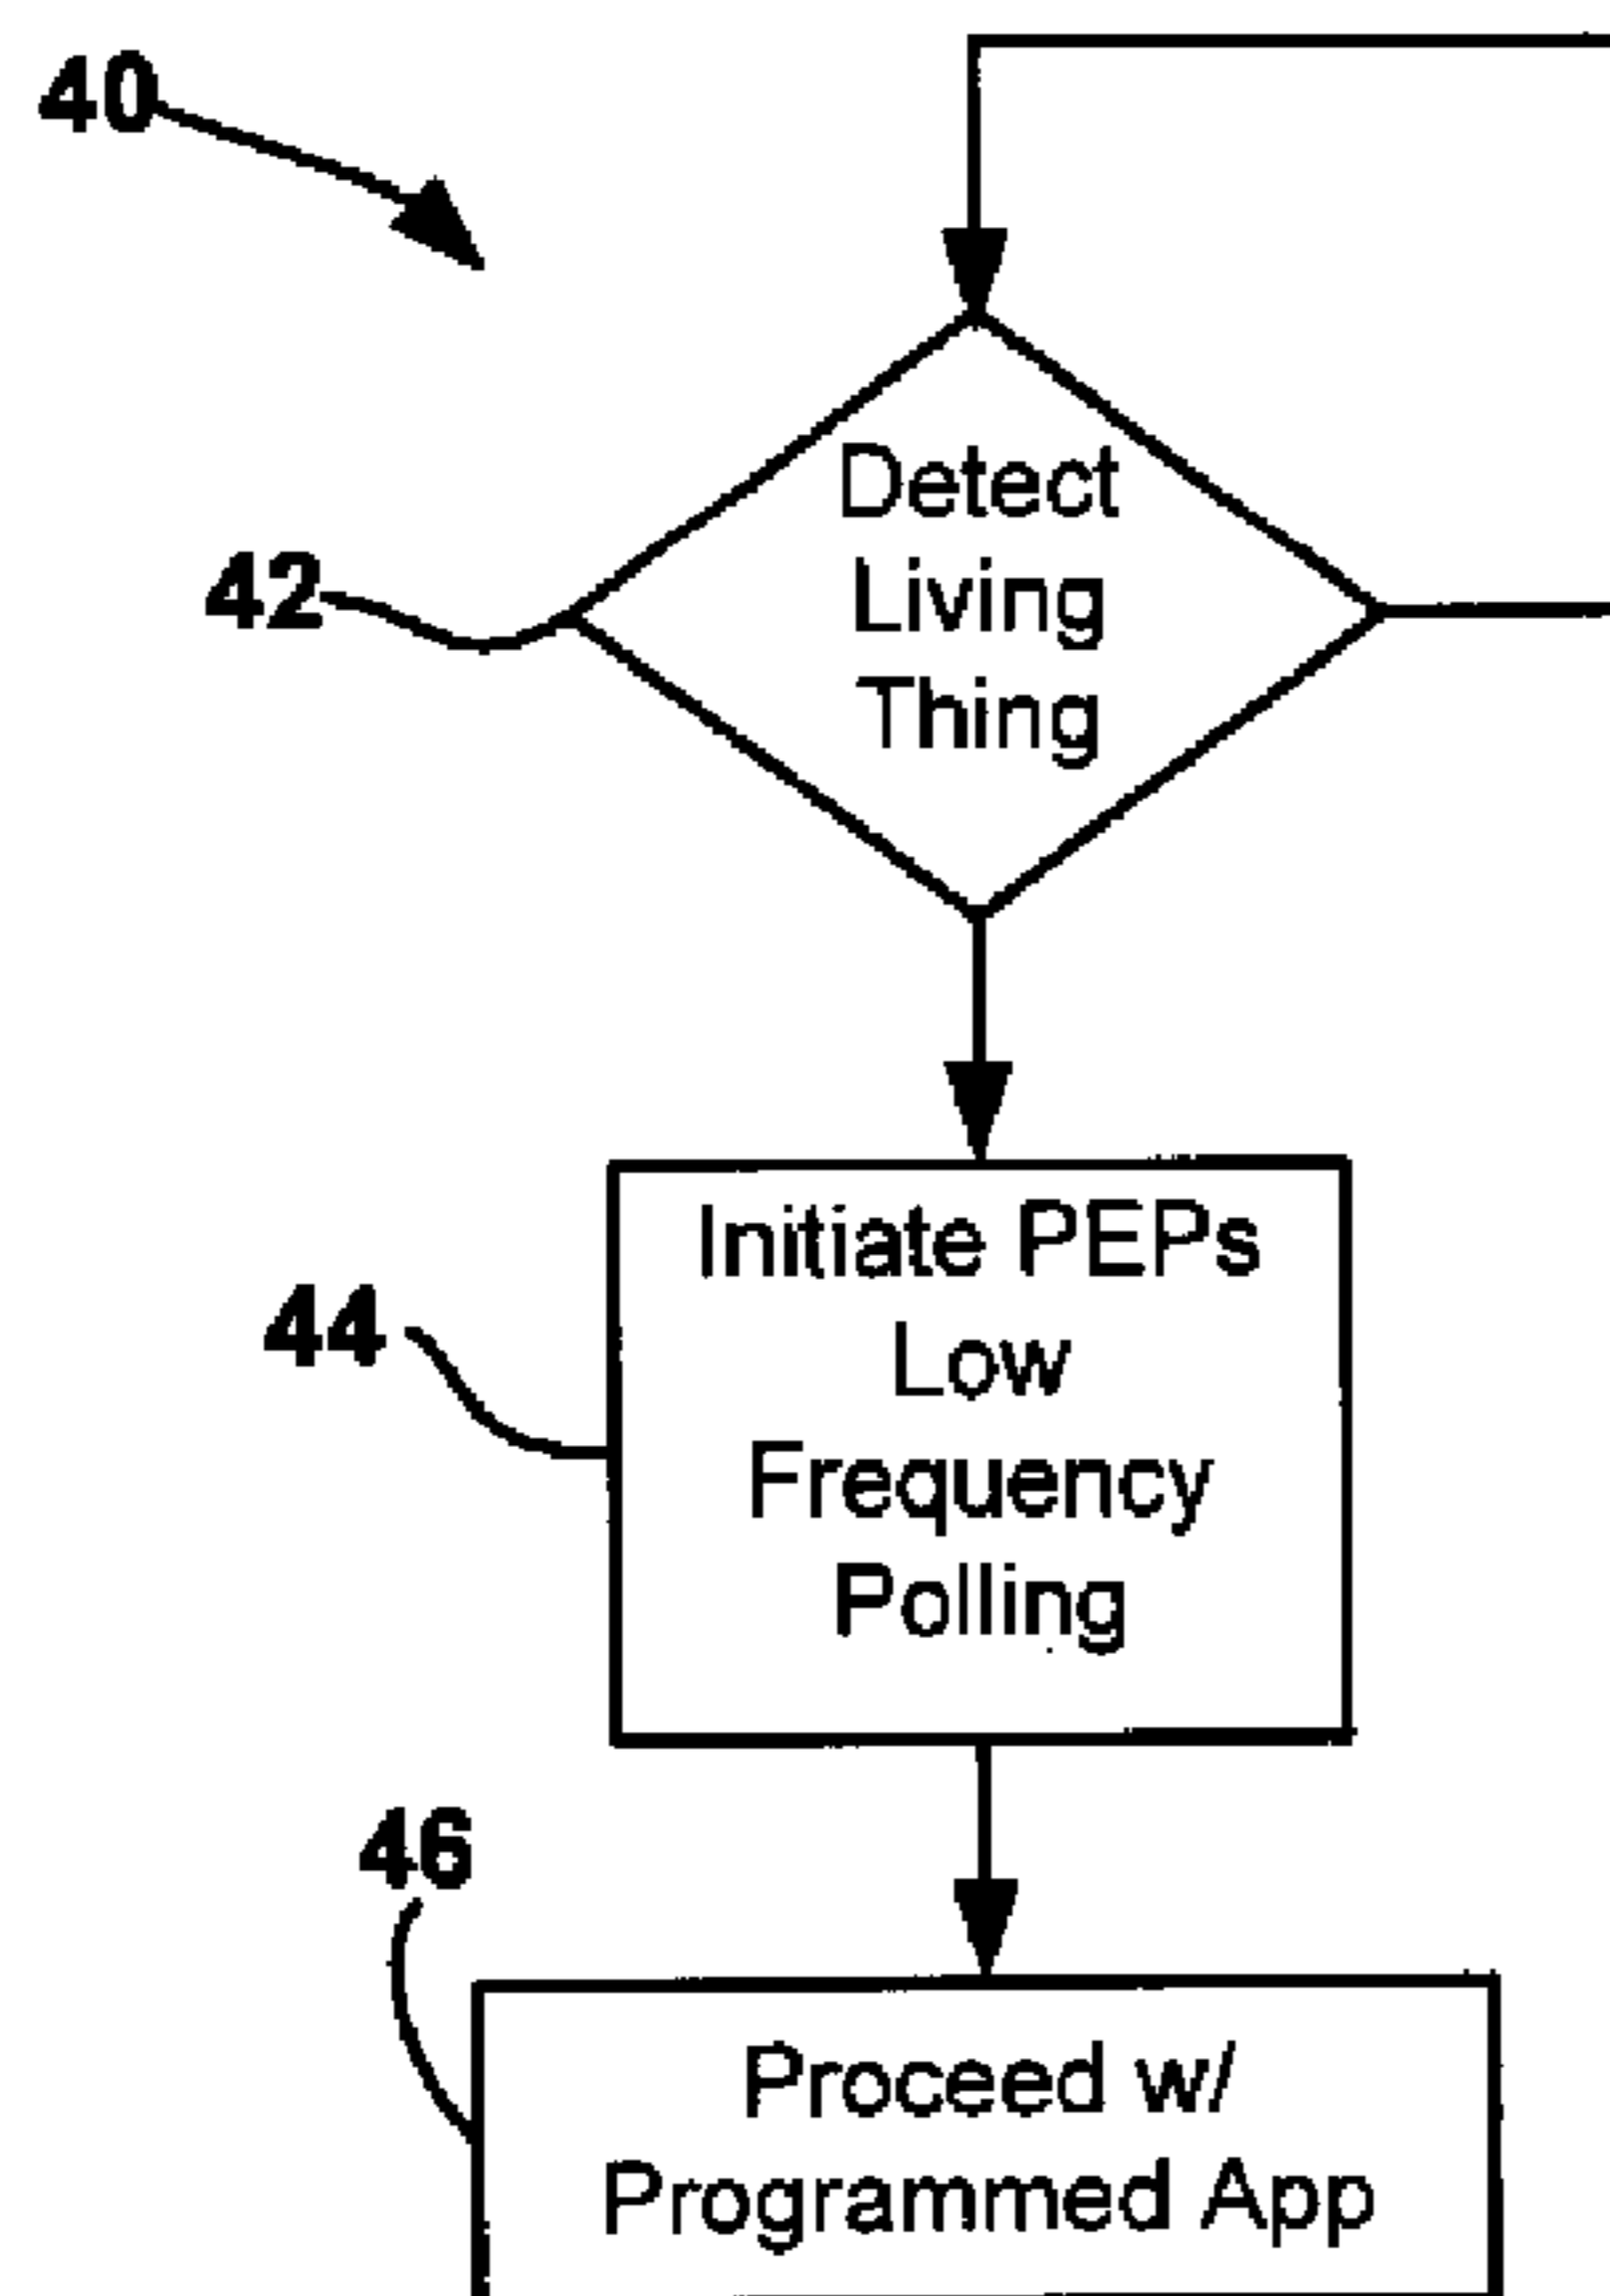 40
Detect
Living
Thing
42
Initiate PEPs
Low
Frequency
Polling
44
46
Proceed w/
Programmed App